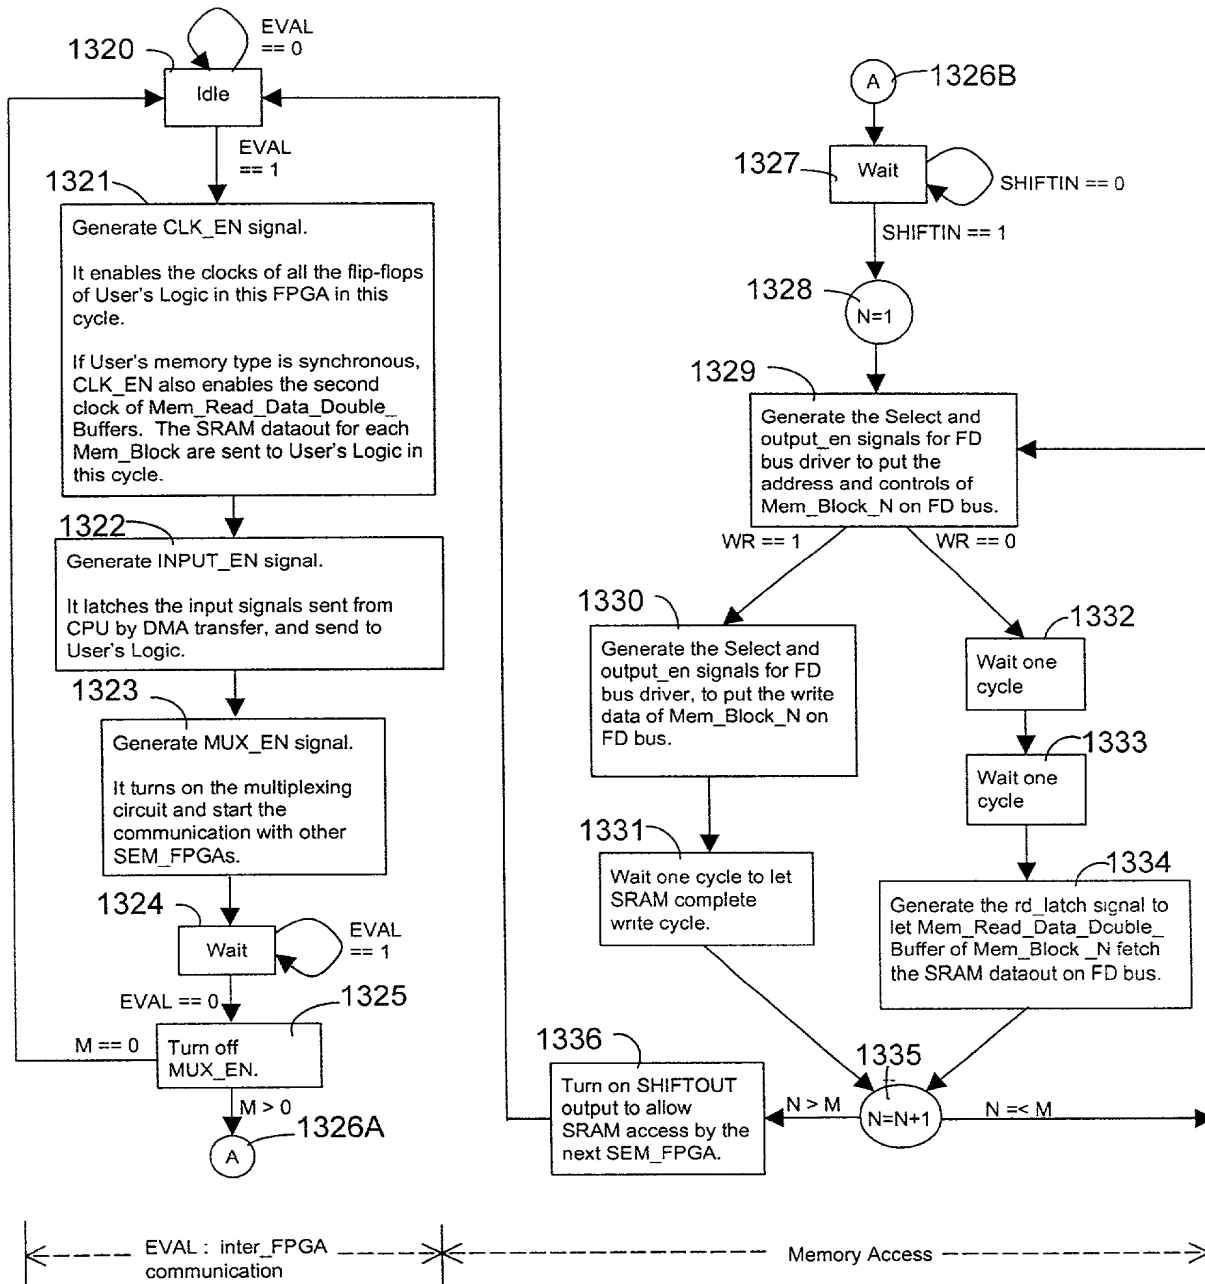 EVAL
== 0
1320
Idle
EVAL
== 1
1321
Generate CLK_EN signal.
It enables the clocks of all the flip-flops
of User's Logic in this FPGA in this
cycle.
If User's memory type is synchronous,
CLK_EN also enables the second
clock of Mem_Read_Data_Double_
Buffers. The SRAM dataout for each
Mem_Block are sent to User's Logic in
this cycle.
1322
Generate INPUT_EN signal.
It latches the input signals sent from
CPU by DMA transfer, and send to
User's Logic.
1323
Generate MUX_EN signal.
It turns on the multiplexing
circuit and start the
communication with other
SEM_FPGAs.
1324
Wait
EVAL
== 1
EVAL == 0
1325
M == 0
Turn off
MUX_EN.
M > 0
1326A
A
A
1326B
1327
Wait
SHIFTIN == 0
SHIFTIN == 1
1328
N=1
1329
Generate the Select and
output_en signals for FD
bus driver to put the
address and controls of
Mem_Block_N on FD bus.
WR == 1
WR == 0
1330
Generate the Select and
output_en signals for FD
bus driver, to put the write
data of Mem_Block_N on
FD bus.
1331
Wait one cycle to let
SRAM complete
write cycle.
1332
Wait one
cycle
1333
Wait one
cycle
1334
Generate the rd_latch signal to
let Mem_Read_Data_Double_
Buffer of Mem_Block _N fetch
the SRAM dataout on FD bus.
1335
N=N+1
N > M
N =< M
1336
Turn on SHIFTOUT
output to allow
SRAM access by the
next SEM_FPGA.
EVAL : inter_FPGA
communication
Memory Access